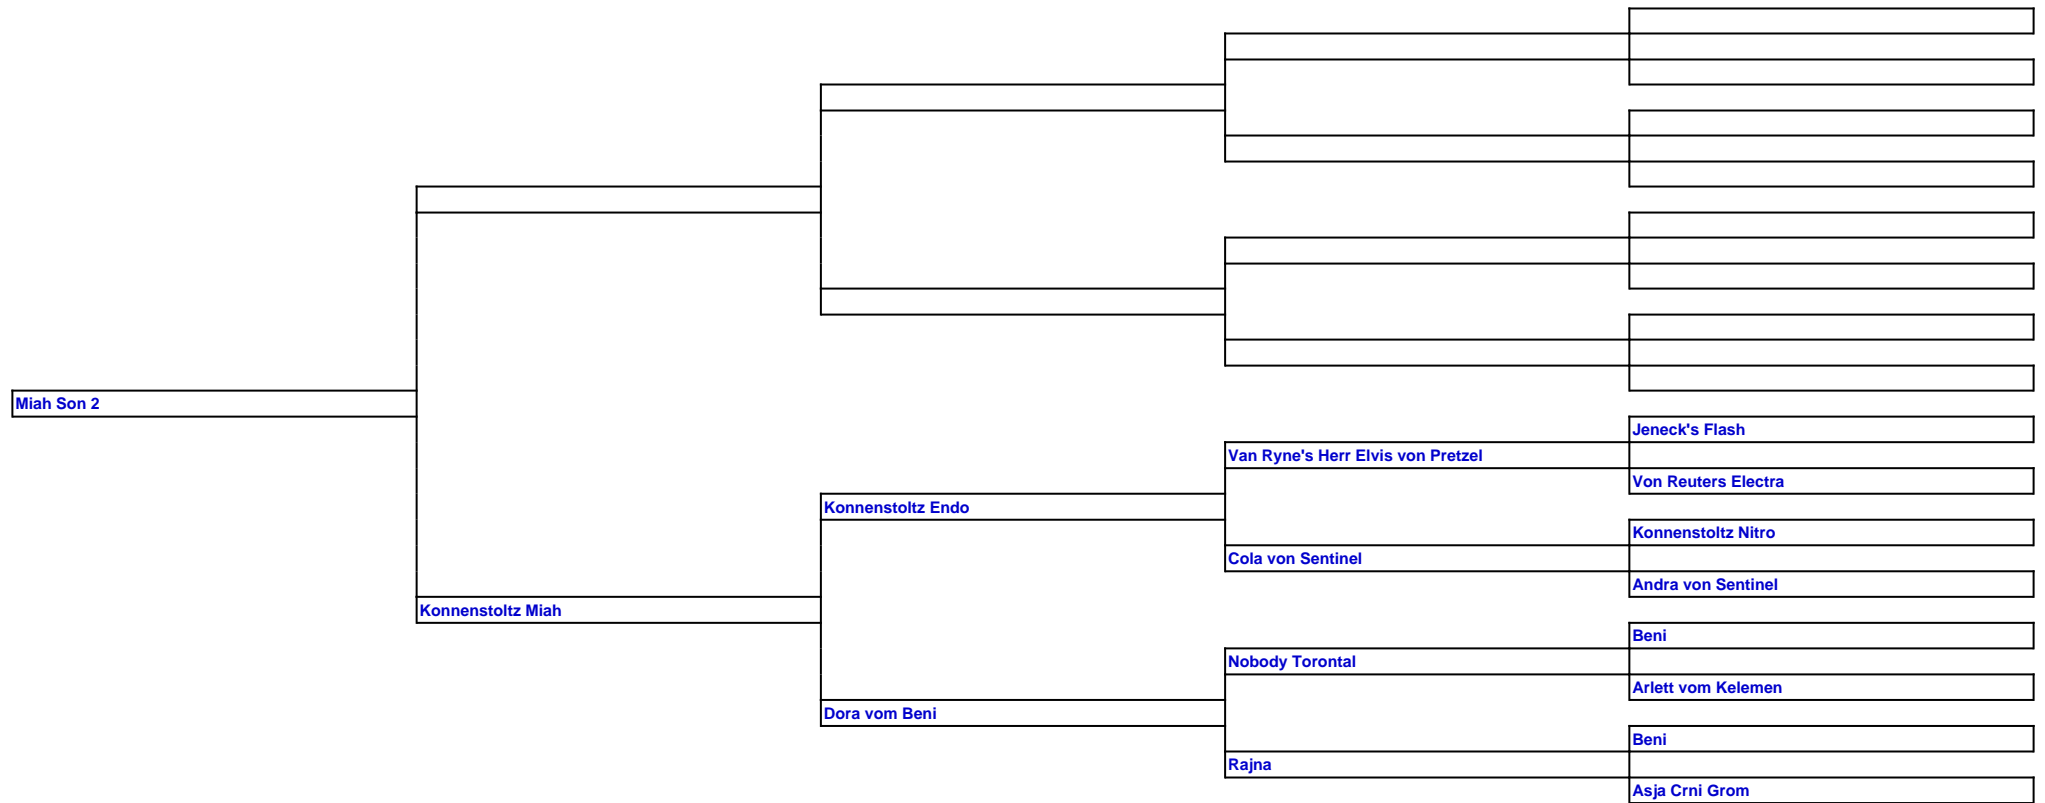 Miah Son 2
Konnenstoltz Miah
Konnenstoltz Endo
Dora vom Beni
Van Ryne's Herr Elvis von Pretzel
Cola von Sentinel
Nobody Torontal
Rajna
Jeneck's Flash
Von Reuters Electra
Konnenstoltz Nitro
Andra von Sentinel
Beni
Arlett vom Kelemen
Beni
Asja Crni Grom